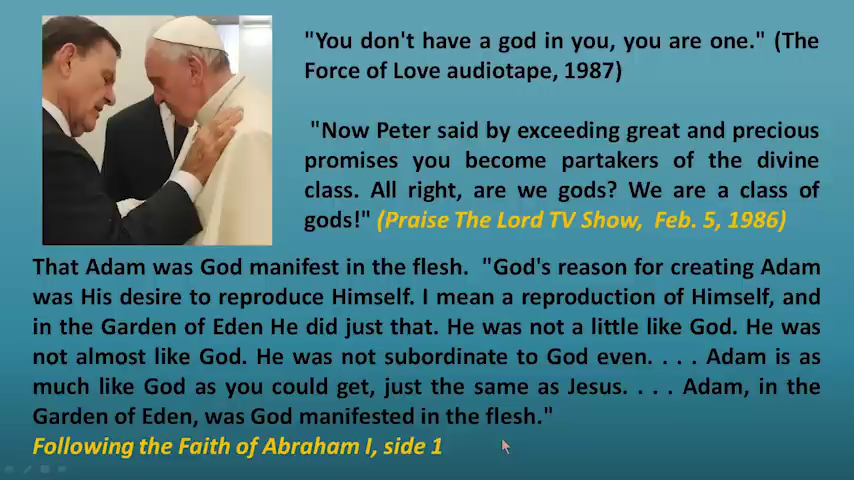 "You don't have a god in you, you are one." (The
Force of Love audiotape, 1987)
"Now Peter said by exceeding great and precious
promises you become partakers of the divine
class. All right, are we gods? We are a class of
gods!" (Praise The Lord TV Show, Feb. 5, 1986)
That Adam was God manifest in the flesh. "God's reason for creating Adam
was His desire to reproduce Himself. I mean a reproduction of Himself, and
in the Garden of Eden He did just that. He was not a little like God. He was
not almost like God. He was not subordinate to God even. . . . Adam is as
much like God as you could get, just the same as Jesus. . . . Adam, in the
Garden of Eden, was God manifested in the flesh."
Following the Faith of Abraham I, side 1